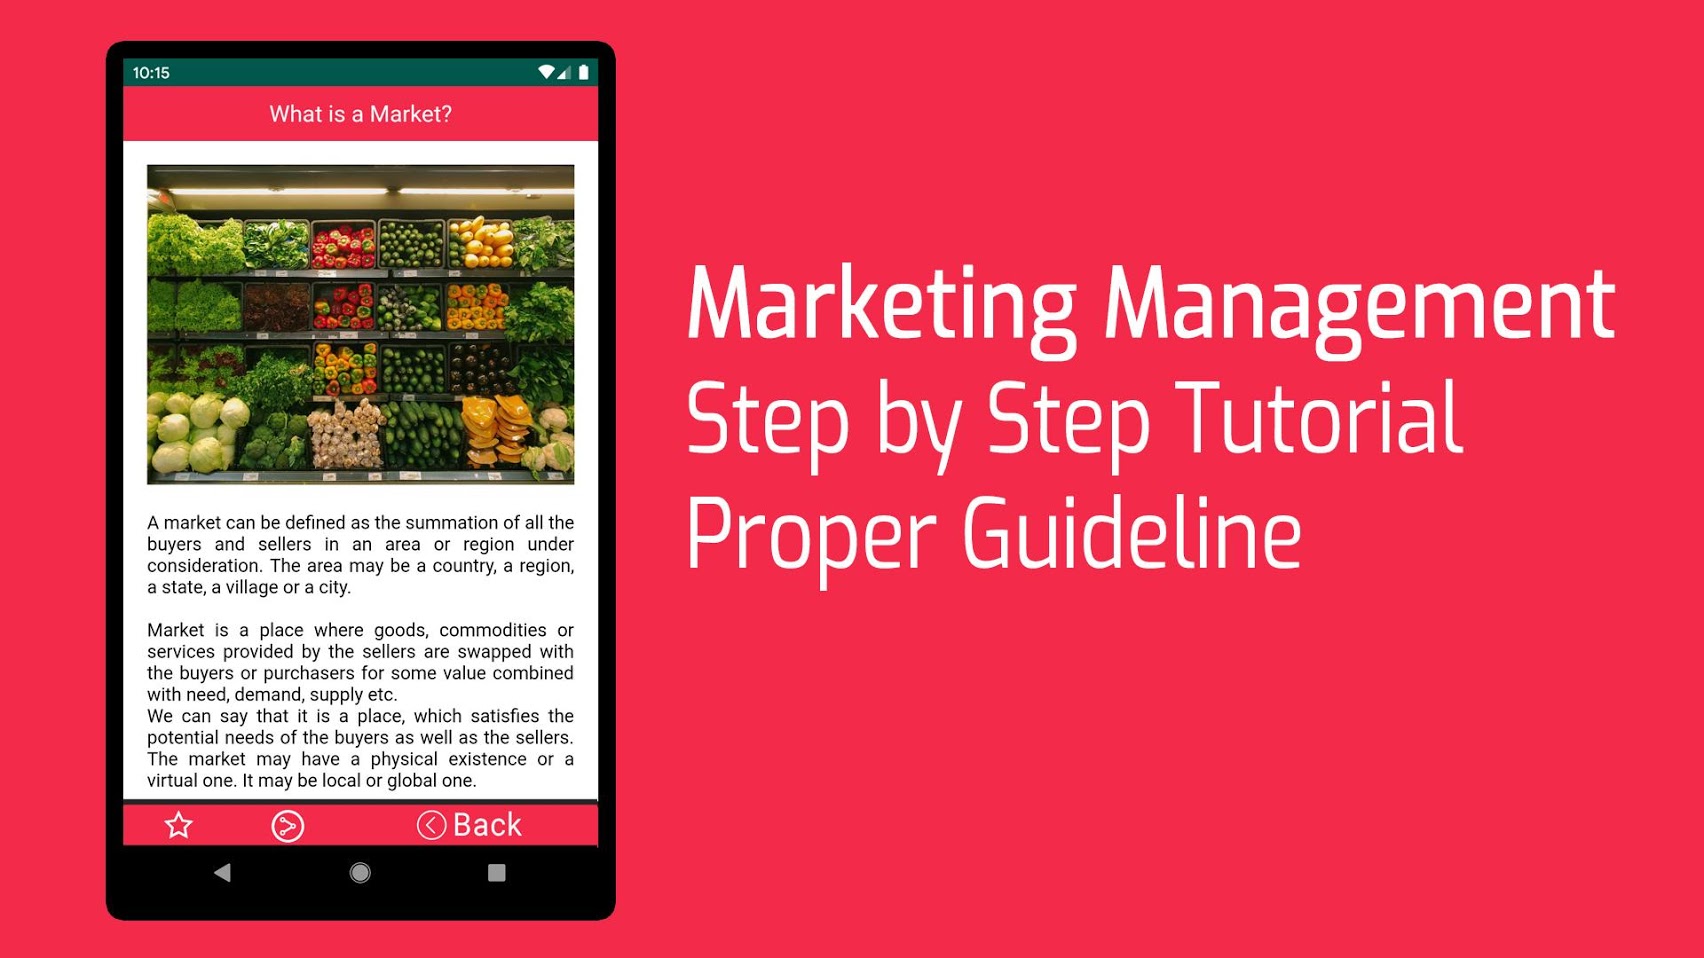 10:15
What is a Market?
A market can be defined as the summation of all the
buyers and sellers in an area or region under
consideration. The area may be a country, a region,
a state, a village or a city.
Market is a place where goods, commodities or
services provided by the sellers are swapped with
the buyers or purchasers for some value combined
with need, demand, supply etc.
We can say that it is a place, which satisfies the
potential needs of the buyers as well as the sellers.
The market may have a physical existence or a
virtual one. It may be local or global one.
Back
Marketing Management
Step by Step Tutorial
Proper Guideline